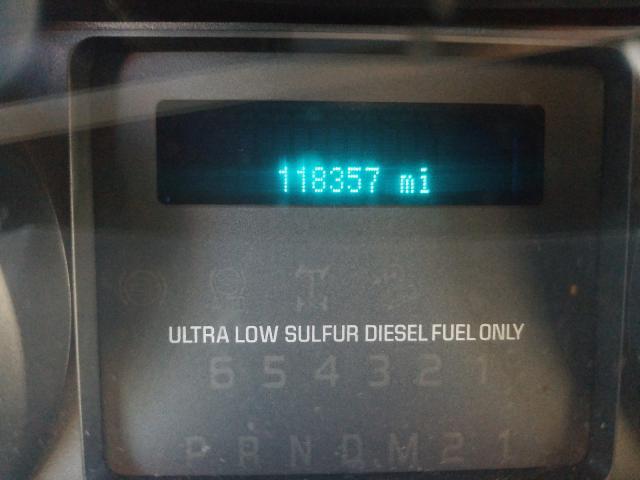 118357 mi
ULTRA LOW SULFUR DIESEL FUEL ONLY
6 5 4 3 2 1
P R N D M 2 1